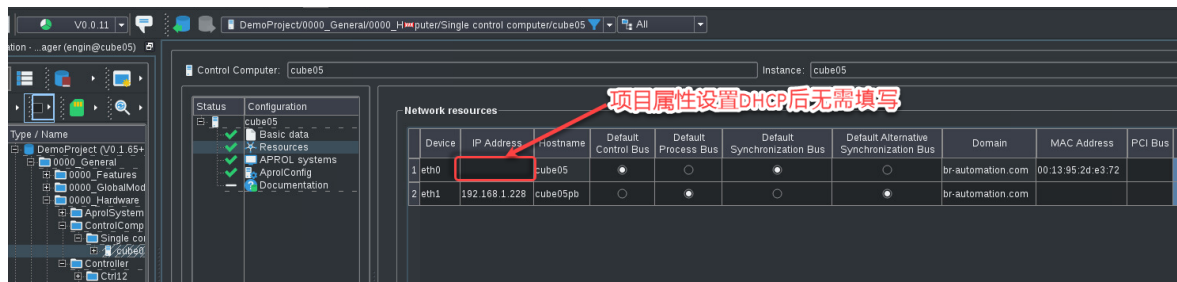 V0.0.11
DemoProject/0000_General/0000_H puter/Single control computer/cube05
All
ation - ...ager (engin@cube05)
Control Computer: cube05
Instance: cube05
项目属性设置DHCP后无需填写
Status Configuration
cube05
Basic data
Resources
APROL systems
AprolConfig
Documentation
Type / Name
DemoProject (V0.1.65+
0000_General
0000_Features
0000_GlobalMod
0000_Hardware
AprolSystem
ControlComp
Single con
cube0
Controller
Ctrl12
Network resources
Device IP Address Hostname Default Control Bus Default Process Bus Default Synchronization Bus Default Alternative Synchronization Bus Domain MAC Address PCI Bus
1 eth0 cube05 br-automation.com 00:13:95:2d:e3:72
2 eth1 192.168.1.228 cube05pb br-automation.com